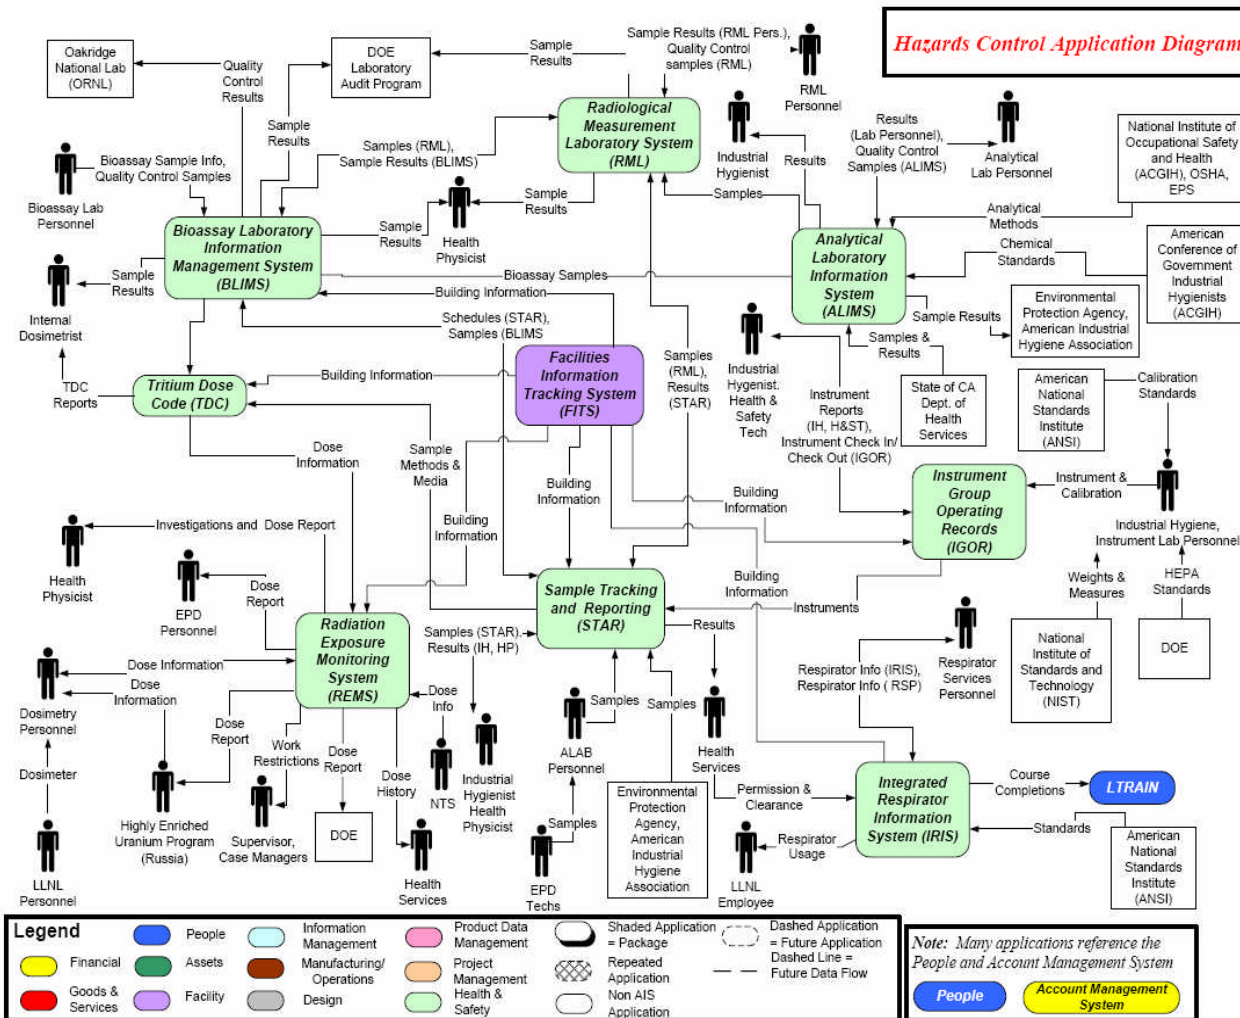 Hazards Control Application Diagram
Oakridge
National Lab
(ORNL)
Quality
Control
Results
DOE
Laboratory
Audit Program
Sample
Results
Sample Results (RML Pers.),
Quality Control
samples (RML)
RML
Personnel
Sample
Results
Radiological
Measurement
Laboratory System
(RML)
Industrial
Hygienist
Results
Results
(Lab Personnel),
Quality Control
Samples (ALIMS)
Analytical
Lab Personnel
National Institute of
Occupational Safety
and Health
(ACGIH), OSHA,
EPS
Bioassay Sample Info,
Quality Control Samples
Bioassay Lab
Personnel
Samples (RML),
Sample Results (BLIMS)
Sample
Results
Samples
Analytical
Methods
Bioassay Laboratory
Information
Management System
(BLIMS)
Sample
Results
Health
Physicist
Analytical
Laboratory
Information
System
(ALIMS)
Chemical
Standards
American
Conference of
Government
Industrial
Hygienists
(ACGIH)
Sample
Results
Internal
Dosimetrist
Bioassay Samples
Building Information
Schedules (STAR),
Samples (BLIMS
Sample Results
Environmental
Protection Agency,
American Industrial
Hygiene Association
Samples &
Results
State of CA
Dept. of
Health
Services
Industrial
Hygenist.
Health &
Safety
Tech
Samples
(RML),
Results
(STAR)
Facilities
Information
Tracking System
(FITS)
Building Information
TDC
Reports
Tritium Dose
Code (TDC)
Instrument
Reports
(IH, H&ST),
Instrument Check In/
Check Out (IGOR)
American
National
Standards
Institute
(ANSI)
Calibration
Standards
Dose
Information
Sample
Methods &
Media
Building
Information
Building
Information
Instrument
Group
Operating
Records
(IGOR)
Instrument &
Calibration
Industrial Hygiene,
Instrument Lab Personnel
Investigations and Dose Report
Health
Physicist
EPD
Personnel
Dose
Report
Building
Information
Building
Information
Weights &
Measures
HEPA
Standards
Radiation
Exposure
Monitoring
System
(REMS)
Samples (STAR).
Results (IH, HP)
Sample Tracking
and Reporting
(STAR)
Instruments
Results
Respirator Info (IRIS),
Respirator Info ( RSP)
Respirator
Services
Personnel
National
Institute of
Standards and
Technology
(NIST)
DOE
Dose Information
Dose
Information
Dosimetry
Personnel
Dose
Report
Work
Restrictions
Dose
Report
Dose
Info
Dose
History
NTS
Industrial
Hygienist
Health
Physicist
Samples
ALAB
Personnel
Samples
Health
Services
Dosimeter
LLNL
Personnel
Highly Enriched
Uranium Program
(Russia)
Supervisor,
Case Managers
DOE
Health
Services
Samples
EPD
Techs
Environmental
Protection
Agency,
American
Industrial
Hygiene
Association
Permission &
Clearance
Respirator
Usage
LLNL
Employee
Integrated
Respirator
Information
System (IRIS)
Course
Completions
LTRAIN
Standards
American
National
Standards
Institute
(ANSI)
Legend
Financial
Goods &
Services
People
Assets
Facility
Information
Management
Manufacturing/
Operations
Design
Product Data
Management
Project
Management
Health &
Safety
Shaded Application
= Package
Repeated
Application
Non AIS
Application
Dashed Application
= Future Application
Dashed Line =
Future Data Flow
Note: Many applications reference the
People and Account Management System
People
Account Management
System